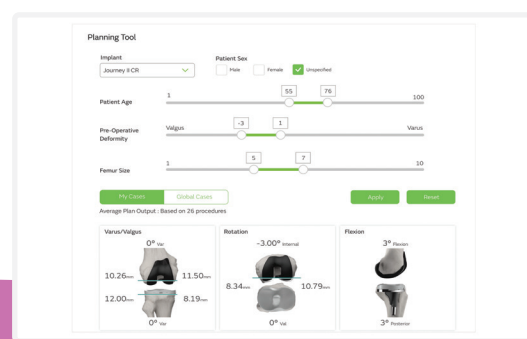 Planning Tool
Implant
Patient Sex
Journey II CR
Male
Female
Unspecified
Patient Age
1
55
76
100
Pre-Operative
Deformity
Valgus
-3
1
Varus
Femur Size
1
5
7
10
My Cases
Global Cases
Apply
Reset
Average Plan Output : Based on 26 procedures
Varus/Valgus
0° Var
10.26mm
11.50mm
12.00mm
8.19mm
0° Var
Rotation
-3.00° Internal
8.34mm
10.79mm
0° Val
Flexion
3° Flexion
3° Posterior